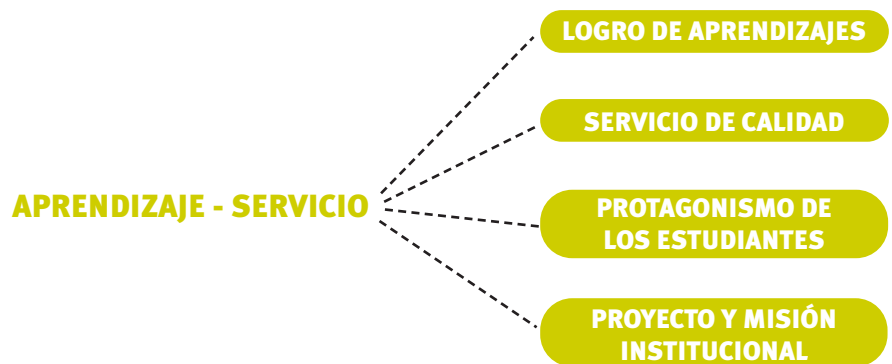 LOGRO DE APRENDIZAJES
SERVICIO DE CALIDAD
APRENDIZAJE - SERVICIO
PROTAGONISMO DE
LOS ESTUDIANTES
PROYECTO Y MISIÓN
INSTITUCIONAL